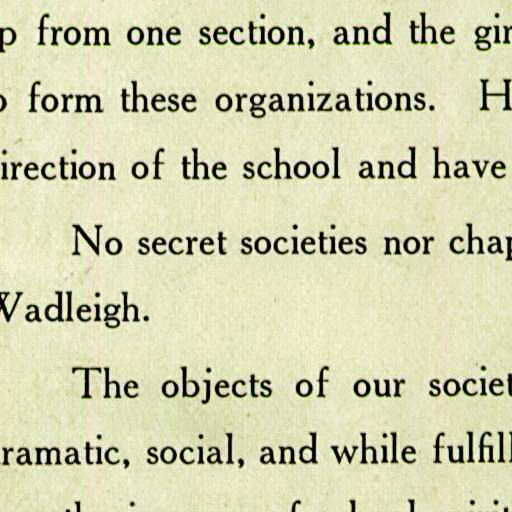 p from one section, and the gir
o form these organizations. H
irection of the school and have
No secret societies nor chap
Wadleigh.
The objects of our societ
ramatic, social, and while fulfill